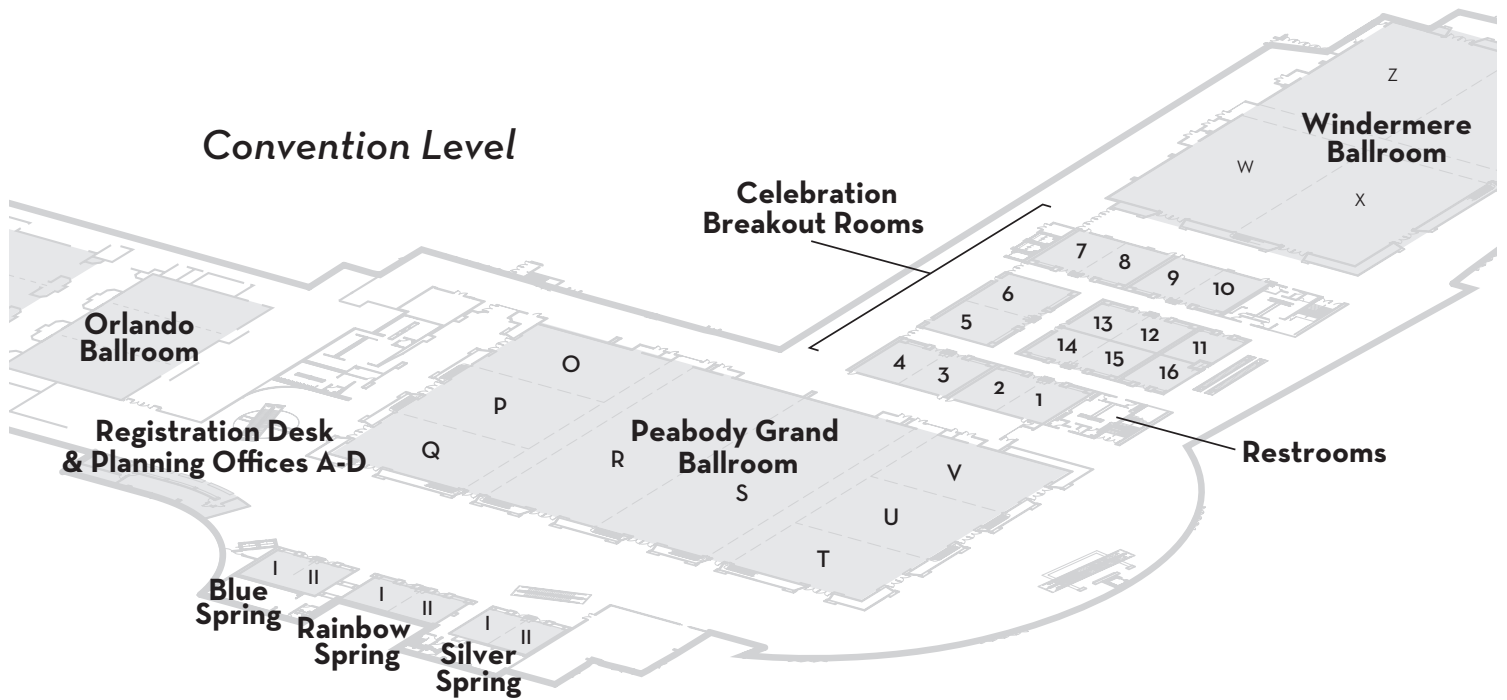 Convention Level
Z
Windermere
Ballroom
W
X
Celebration
Breakout Rooms
7
8
9
10
6
5
13
12
11
14
15
16
4
3
2
1
Restrooms
Orlando
Ballroom
Registration Desk
& Planning Offices A-D
O
P
Q
Peabody Grand
Ballroom
R
S
V
U
T
I
II
Blue
Spring
I
II
Rainbow
Spring
I
II
Silver
Spring